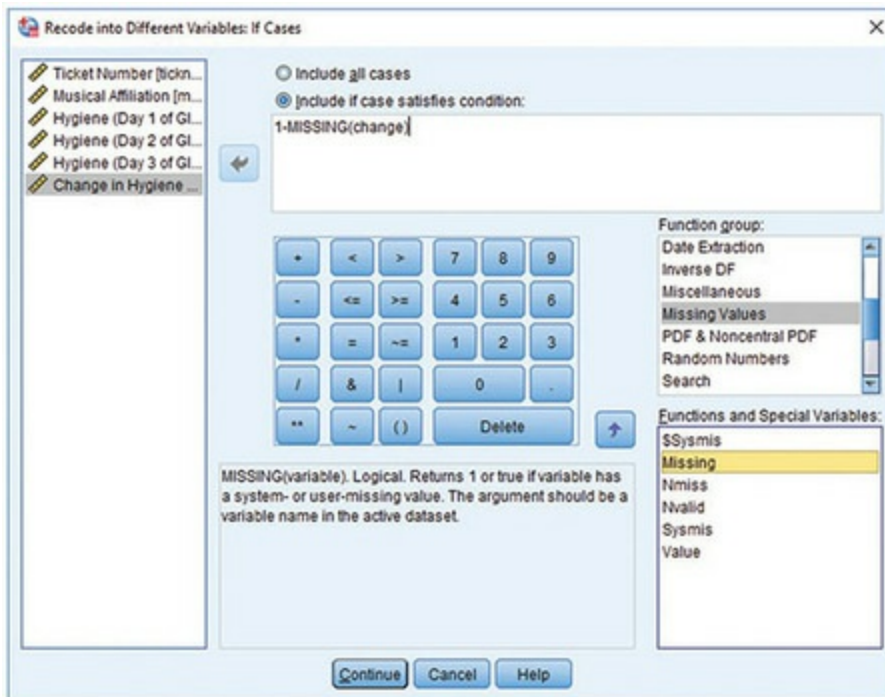 Recode into Different Variables: If Cases
Ticket Number [tickn...
Musical Affiliation [m...
Hygiene (Day 1 of Gl...
Hygiene (Day 2 of Gl...
Hygiene (Day 3 of Gl...
Change in Hygiene ...
Include all cases
Include if case satisfies condition:
1-MISSING(change)
+ < > 7 8 9
- <= >= 4 5 6
* = ~= 1 2 3
/ & | 0 .
** ~ ( ) Delete
Function group:
Date Extraction
Inverse DF
Miscellaneous
Missing Values
PDF & Noncentral PDF
Random Numbers
Search
Functions and Special Variables:
$Sysmis
Missing
Nmiss
Nvalid
Sysmis
Value
MISSING(variable). Logical. Returns 1 or true if variable has
a system- or user-missing value. The argument should be a
variable name in the active dataset.
Continue Cancel Help